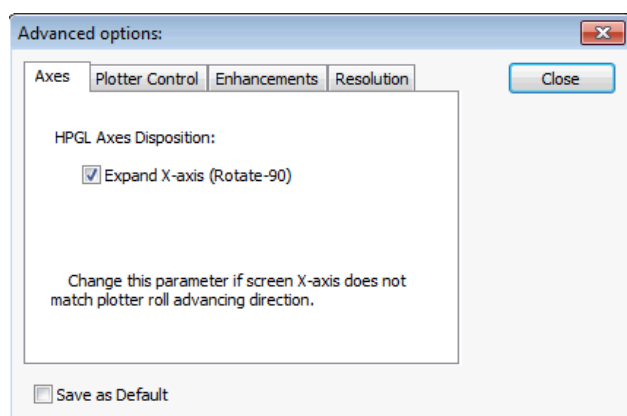 Advanced options:
Axes
Plotter Control
Enhancements
Resolution
Close
HPGL Axes Disposition:
Expand X-axis (Rotate-90)
Change this parameter if screen X-axis does not
match plotter roll advancing direction.
Save as Default